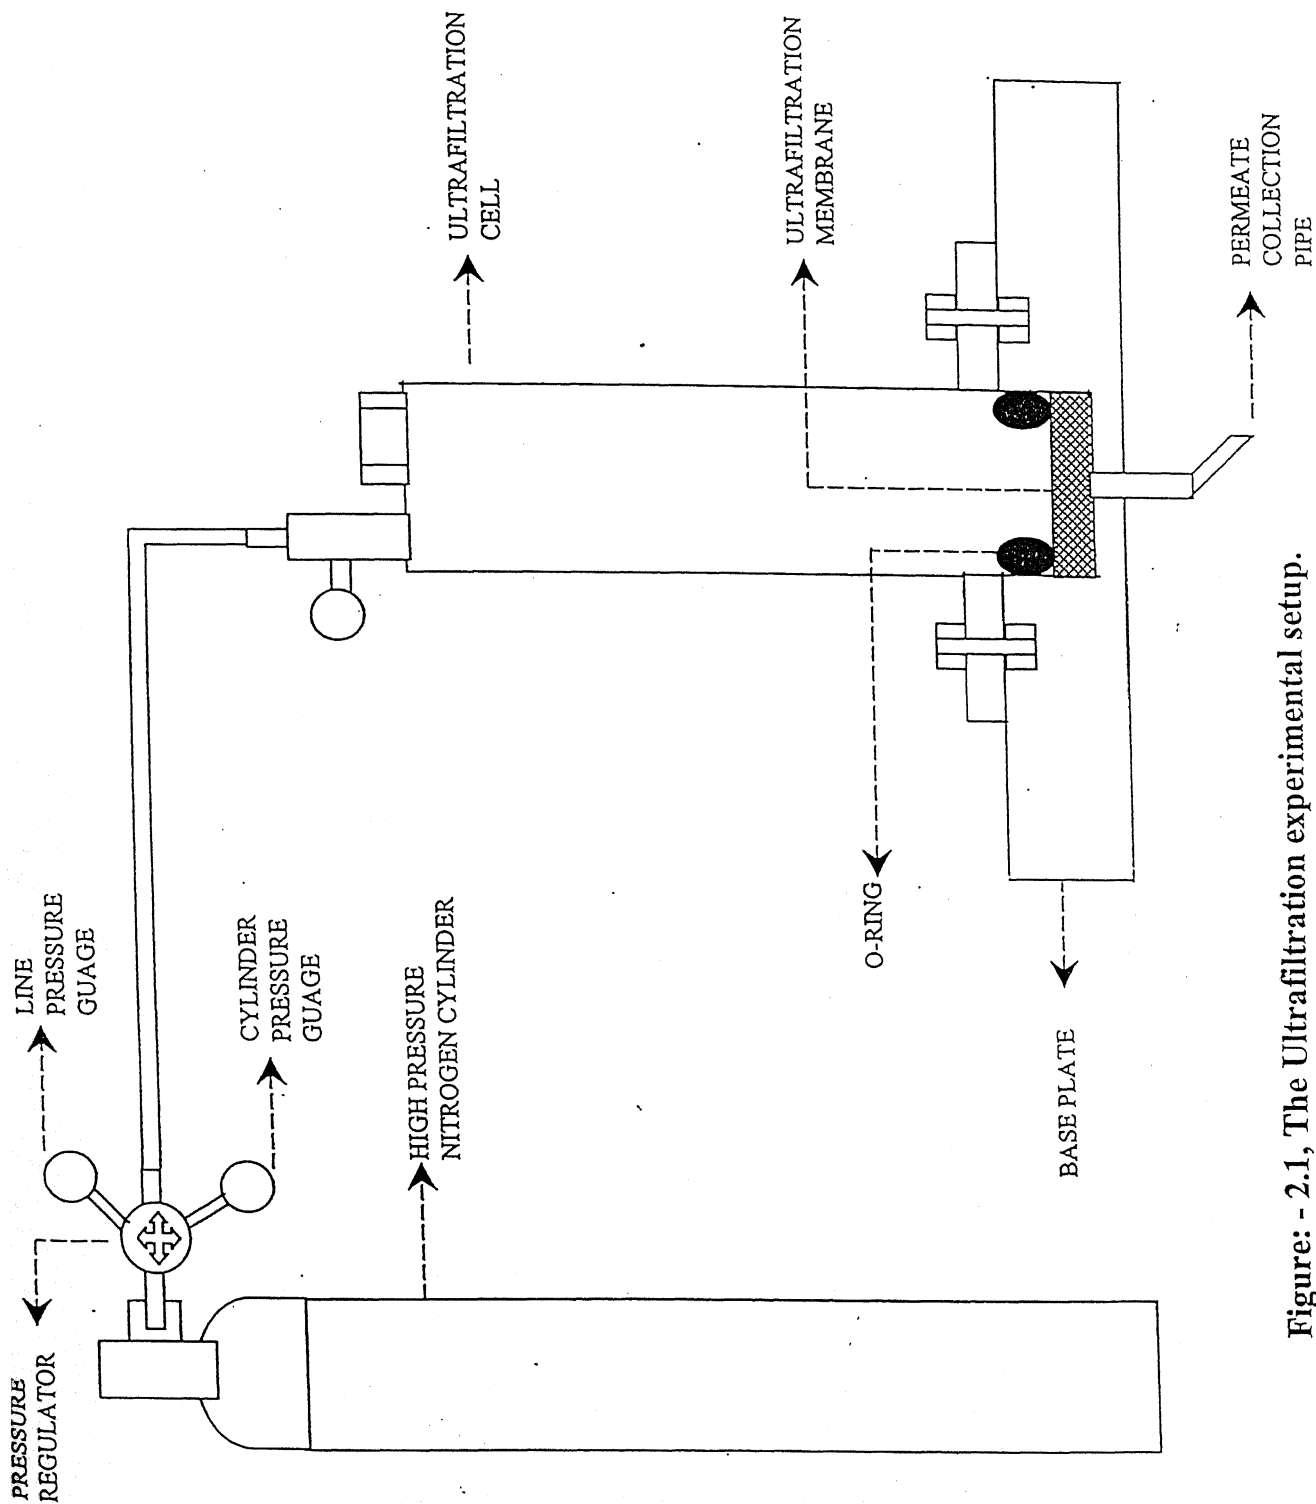 PRESSURE
REGULATOR
LINE
PRESSURE
GUAGE
CYLINDER
PRESSURE
GUAGE
HIGH PRESSURE
NITROGEN CYLINDER
ULTRAFILTRATION
CELL
ULTRAFILTRATION
MEMBRANE
O-RING
BASE PLATE
PERMEATE
COLLECTION
PIPE
Figure: - 2.1, The Ultrafiltration experimental setup.